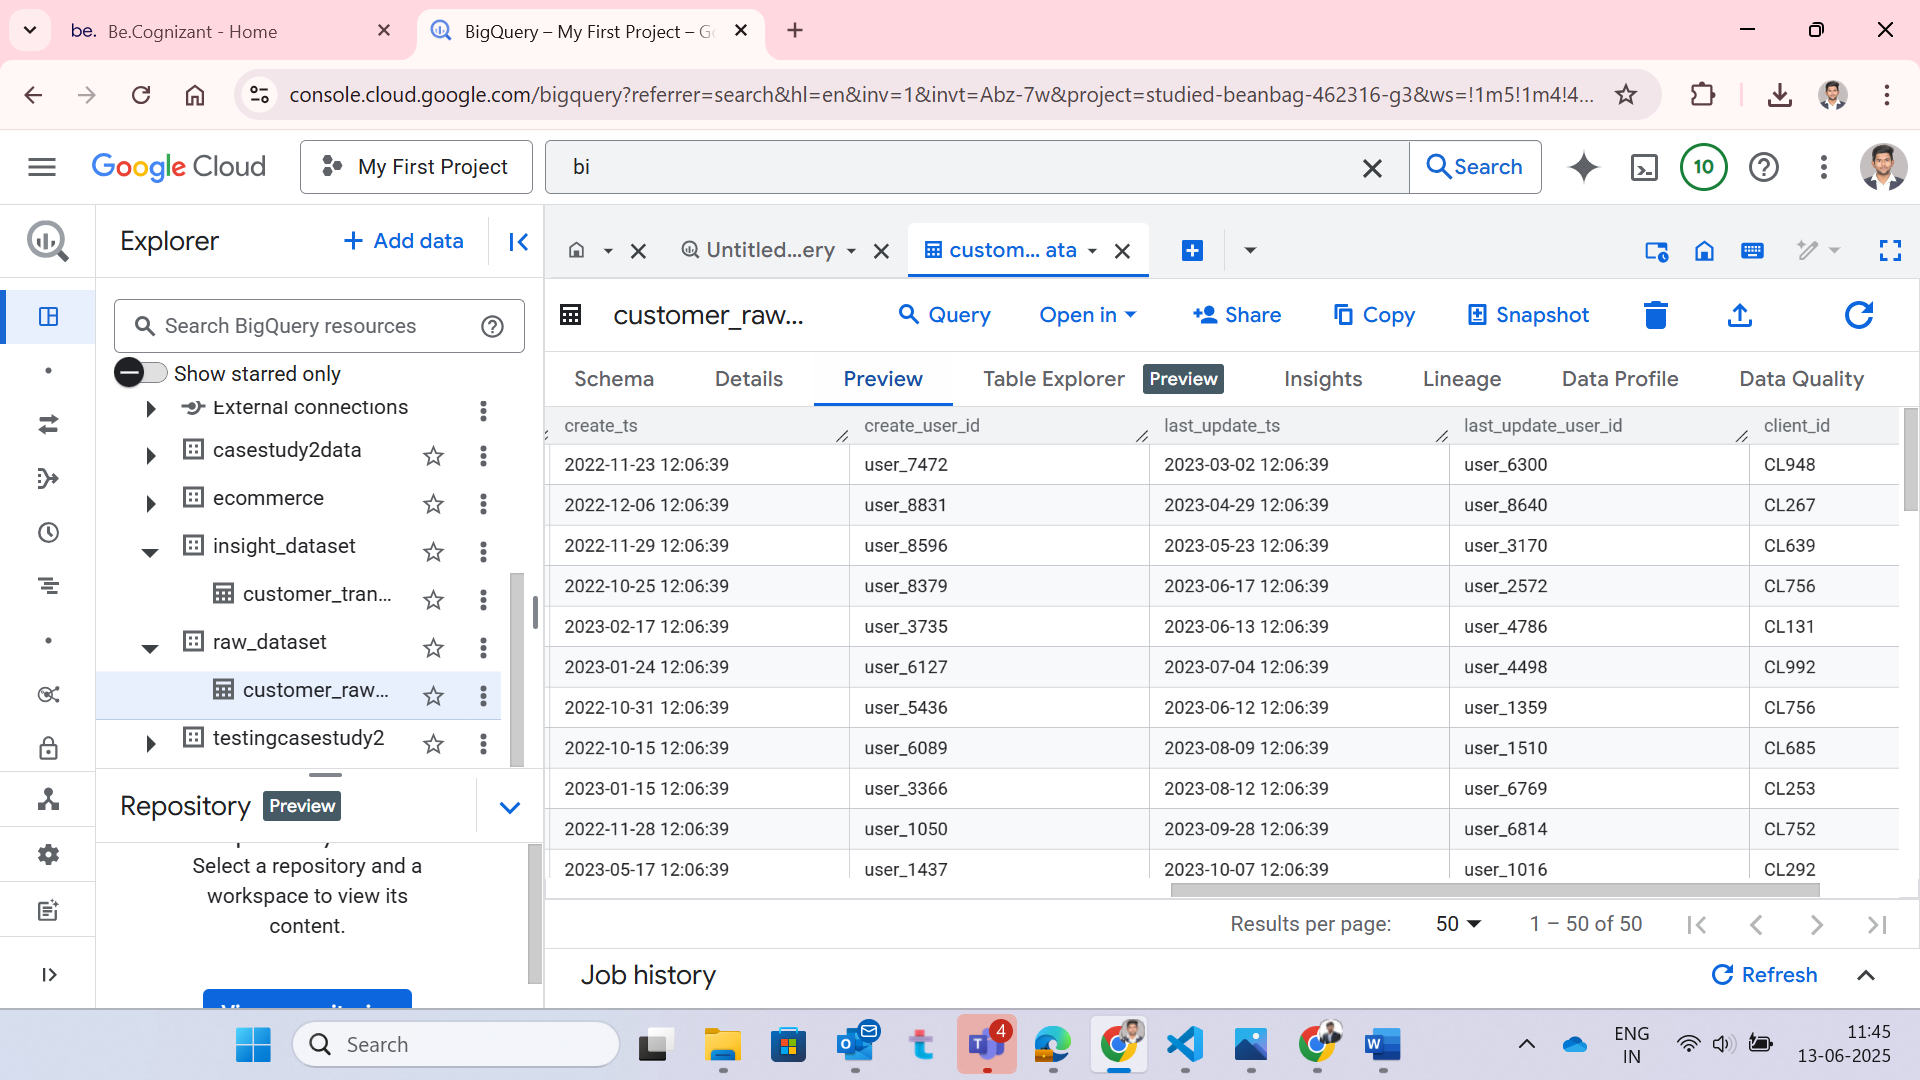 be. Be.Cognizant - Home
BigQuery – My First Project – Go
console.cloud.google.com/bigquery?referrer=search&hl=en&inv=1&invt=Abz-7w&project=studied-beanbag-462316-g3&ws=!1m5!1m4!4...
Google Cloud
My First Project
bi
Search
10
Explorer
+ Add data
Untitled...ery
custom... ata
Search BigQuery resources
Show starred only
External connections
casestudy2data
ecommerce
insight_dataset
customer_tran...
raw_dataset
customer_raw...
testingcasestudy2
Repository Preview
Select a repository and a
workspace to view its
content.
customer_raw...
Query
Open in
Share
Copy
Snapshot
Schema Details Preview Table Explorer Preview Insights Lineage Data Profile Data Quality
create_ts create_user_id last_update_ts last_update_user_id client_id
2022-11-23 12:06:39 user_7472 2023-03-02 12:06:39 user_6300 CL948
2022-12-06 12:06:39 user_8831 2023-04-29 12:06:39 user_8640 CL267
2022-11-29 12:06:39 user_8596 2023-05-23 12:06:39 user_3170 CL639
2022-10-25 12:06:39 user_8379 2023-06-17 12:06:39 user_2572 CL756
2023-02-17 12:06:39 user_3735 2023-06-13 12:06:39 user_4786 CL131
2023-01-24 12:06:39 user_6127 2023-07-04 12:06:39 user_4498 CL992
2022-10-31 12:06:39 user_5436 2023-06-12 12:06:39 user_1359 CL756
2022-10-15 12:06:39 user_6089 2023-08-09 12:06:39 user_1510 CL685
2023-01-15 12:06:39 user_3366 2023-08-12 12:06:39 user_6769 CL253
2022-11-28 12:06:39 user_1050 2023-09-28 12:06:39 user_6814 CL752
2023-05-17 12:06:39 user_1437 2023-10-07 12:06:39 user_1016 CL292
Results per page: 50 1 – 50 of 50
Job history
Refresh
Search
4
ENG
IN
11:45
13-06-2025